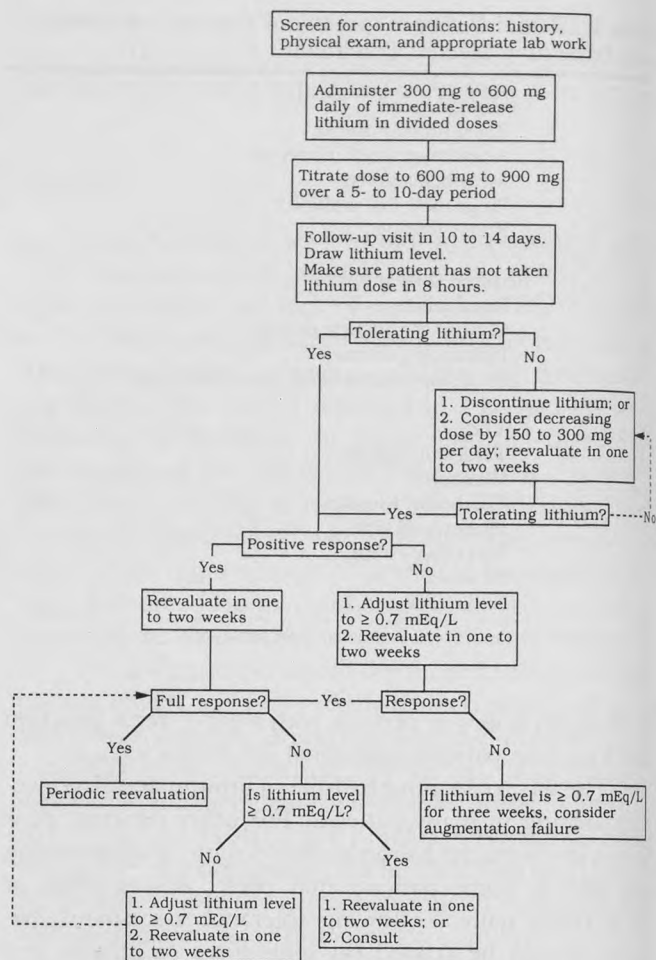 Screen for contraindications: history,
physical exam, and appropriate lab work
Administer 300 mg to 600 mg
daily of immediate-release
lithium in divided doses
Titrate dose to 600 mg to 900 mg
over a 5- to 10-day period
Follow-up visit in 10 to 14 days.
Draw lithium level.
Make sure patient has not taken
lithium dose in 8 hours.
Tolerating lithium?
Yes
No
1. Discontinue lithium; or
2. Consider decreasing
dose by 150 to 300 mg
per day; reevaluate in one
to two weeks
Yes
Tolerating lithium?
No
Positive response?
Yes
No
Reevaluate in one
to two weeks
1. Adjust lithium level
to ≥ 0.7 mEq/L
2. Reevaluate in one to
two weeks
Full response?
Yes
Response?
Yes
No
No
Periodic reevaluation
Is lithium level
≥ 0.7 mEq/L?
If lithium level is ≥ 0.7 mEq/L
for three weeks, consider
augmentation failure
No
Yes
1. Adjust lithium level
to ≥ 0.7 mEq/L
2. Reevaluate in one
to two weeks
1. Reevaluate in one
to two weeks; or
2. Consult